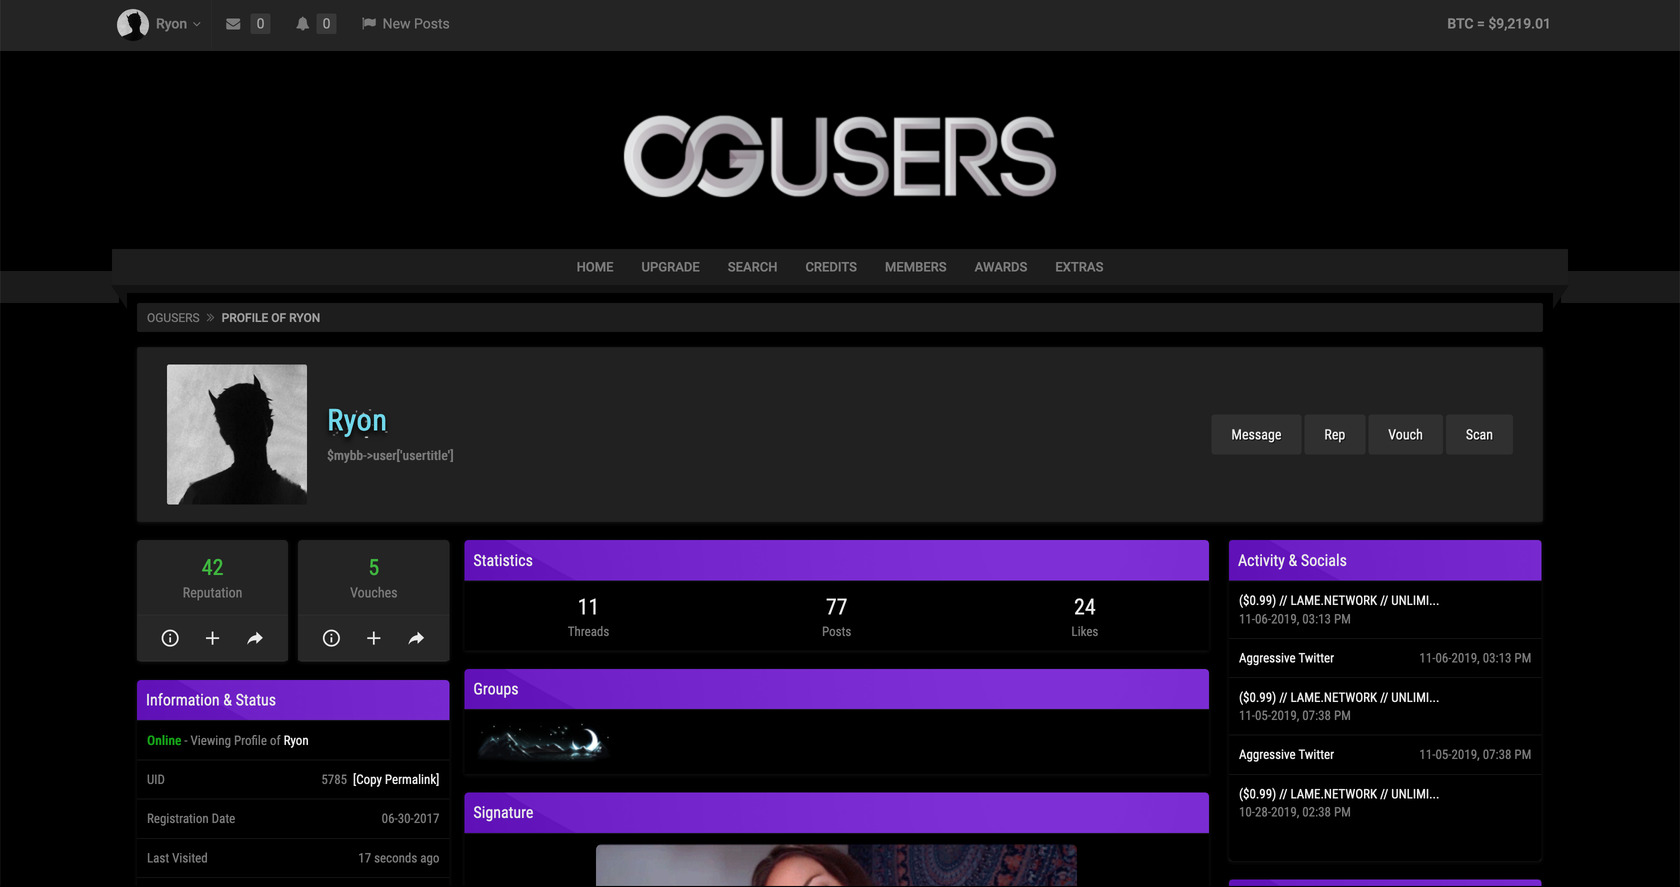 Ryon
0
0
New Posts
BTC = $9,219.01
OGUSERS
HOME
UPGRADE
SEARCH
CREDITS
MEMBERS
AWARDS
EXTRAS
OGUSERS » PROFILE OF RYON
Ryon
$mybb->user['usertitle']
Message
Rep
Vouch
Scan
42
Reputation
5
Vouches
Information & Status
Online - Viewing Profile of Ryon
UID 5785 [Copy Permalink]
Registration Date 06-30-2017
Last Visited 17 seconds ago
Statistics
11
Threads
77
Posts
24
Likes
Groups
Signature
Activity & Socials
($0.99) // LAME.NETWORK // UNLIMI...
11-06-2019, 03:13 PM
Aggressive Twitter 11-06-2019, 03:13 PM
($0.99) // LAME.NETWORK // UNLIMI...
11-05-2019, 07:38 PM
Aggressive Twitter 11-05-2019, 07:38 PM
($0.99) // LAME.NETWORK // UNLIMI...
10-28-2019, 02:38 PM